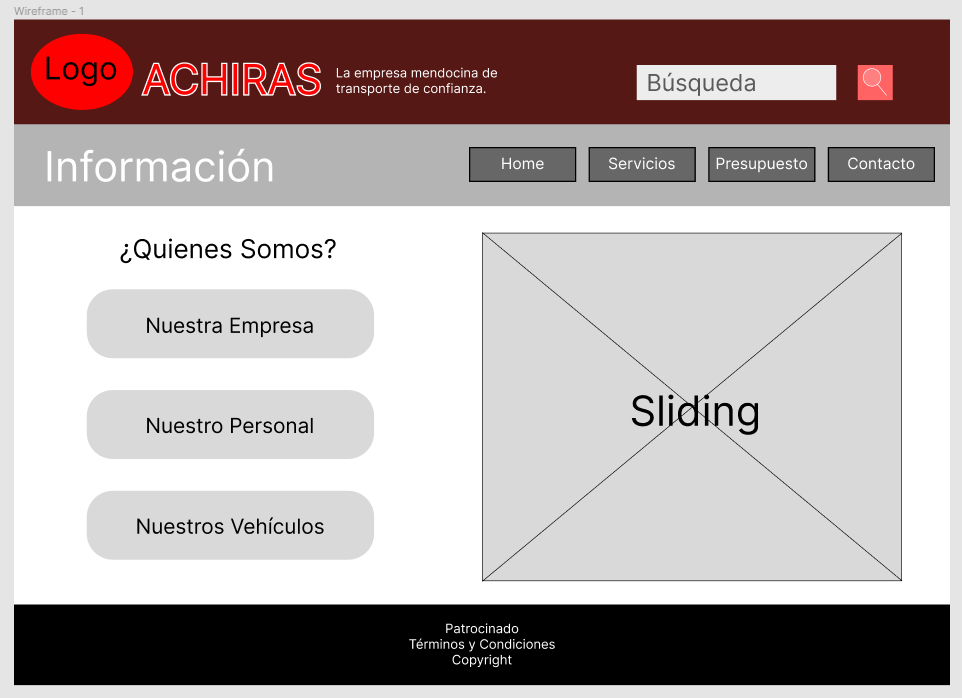 Wireframe - 1
Logo
ACHIRAS
La empresa mendocina de
transporte de confianza.
Búsqueda
Información
Home
Servicios
Presupuesto
Contacto
¿Quienes Somos?
Nuestra Empresa
Nuestro Personal
Nuestros Vehículos
Sliding
Patrocinado
Términos y Condiciones
Copyright